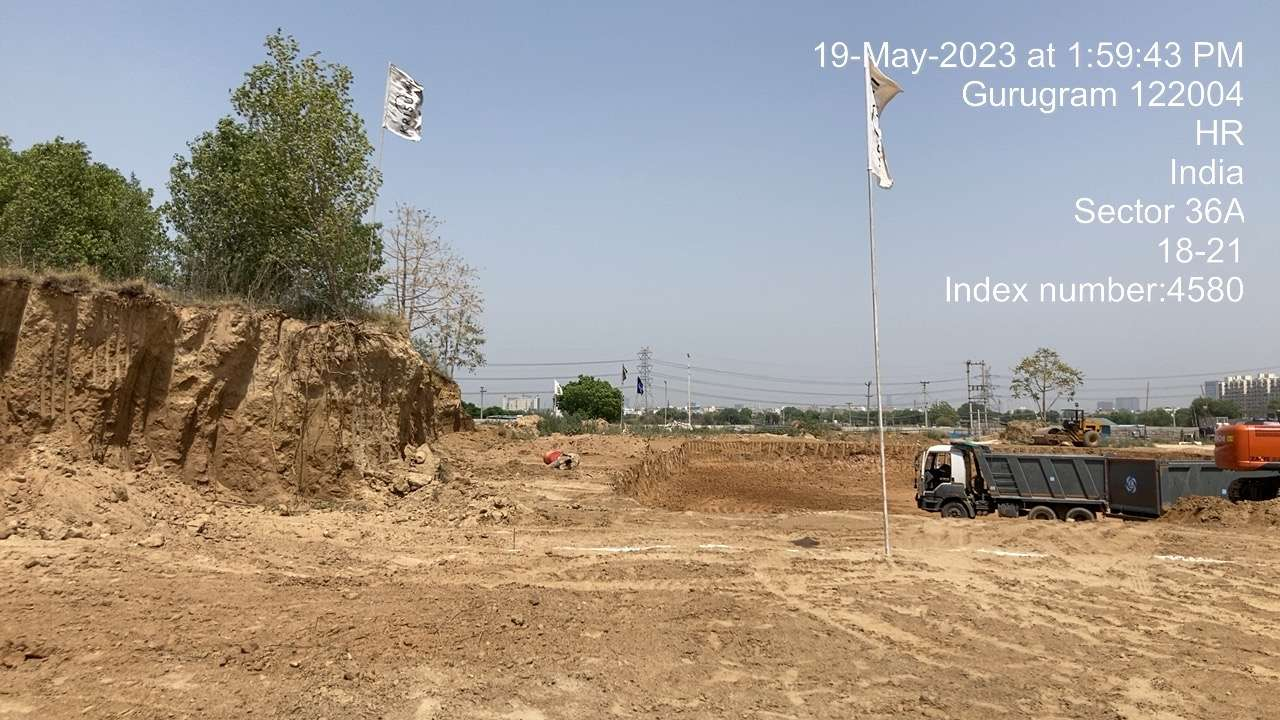 19-May-2023 at 1:59:43 PM
Gurugram 122004
HR
India
Sector 36A
18-21
Index number:4580